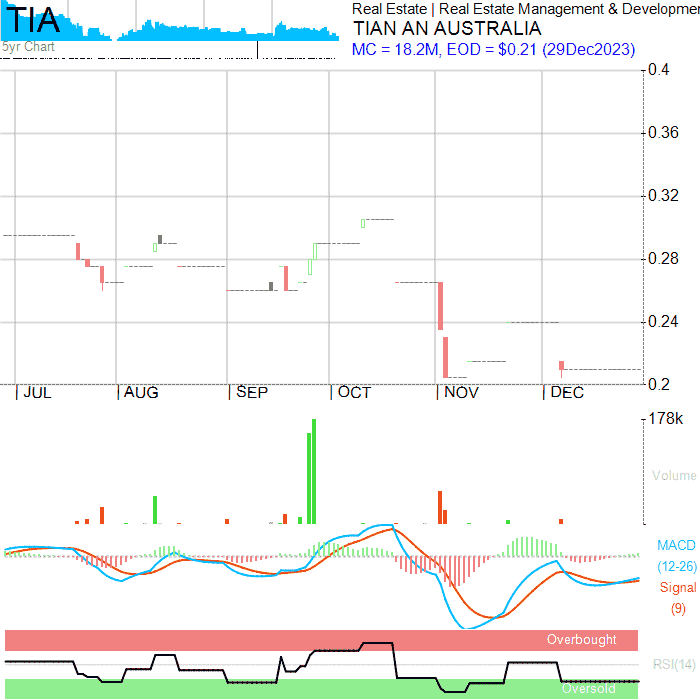 TIA
Real Estate | Real Estate Management & Developmer
TIAN AN AUSTRALIA
5yr Chart
MC = 18.2M, EOD = $0.21 (29Dec2023)
0.4
0.36
0.32
0.28
0.24
0.2
| JUL | AUG | SEP | OCT | NOV | DEC
178k
Volume
MACD
(12-26)
Signal
(9)
Overbought
RSI(14)
Oversold